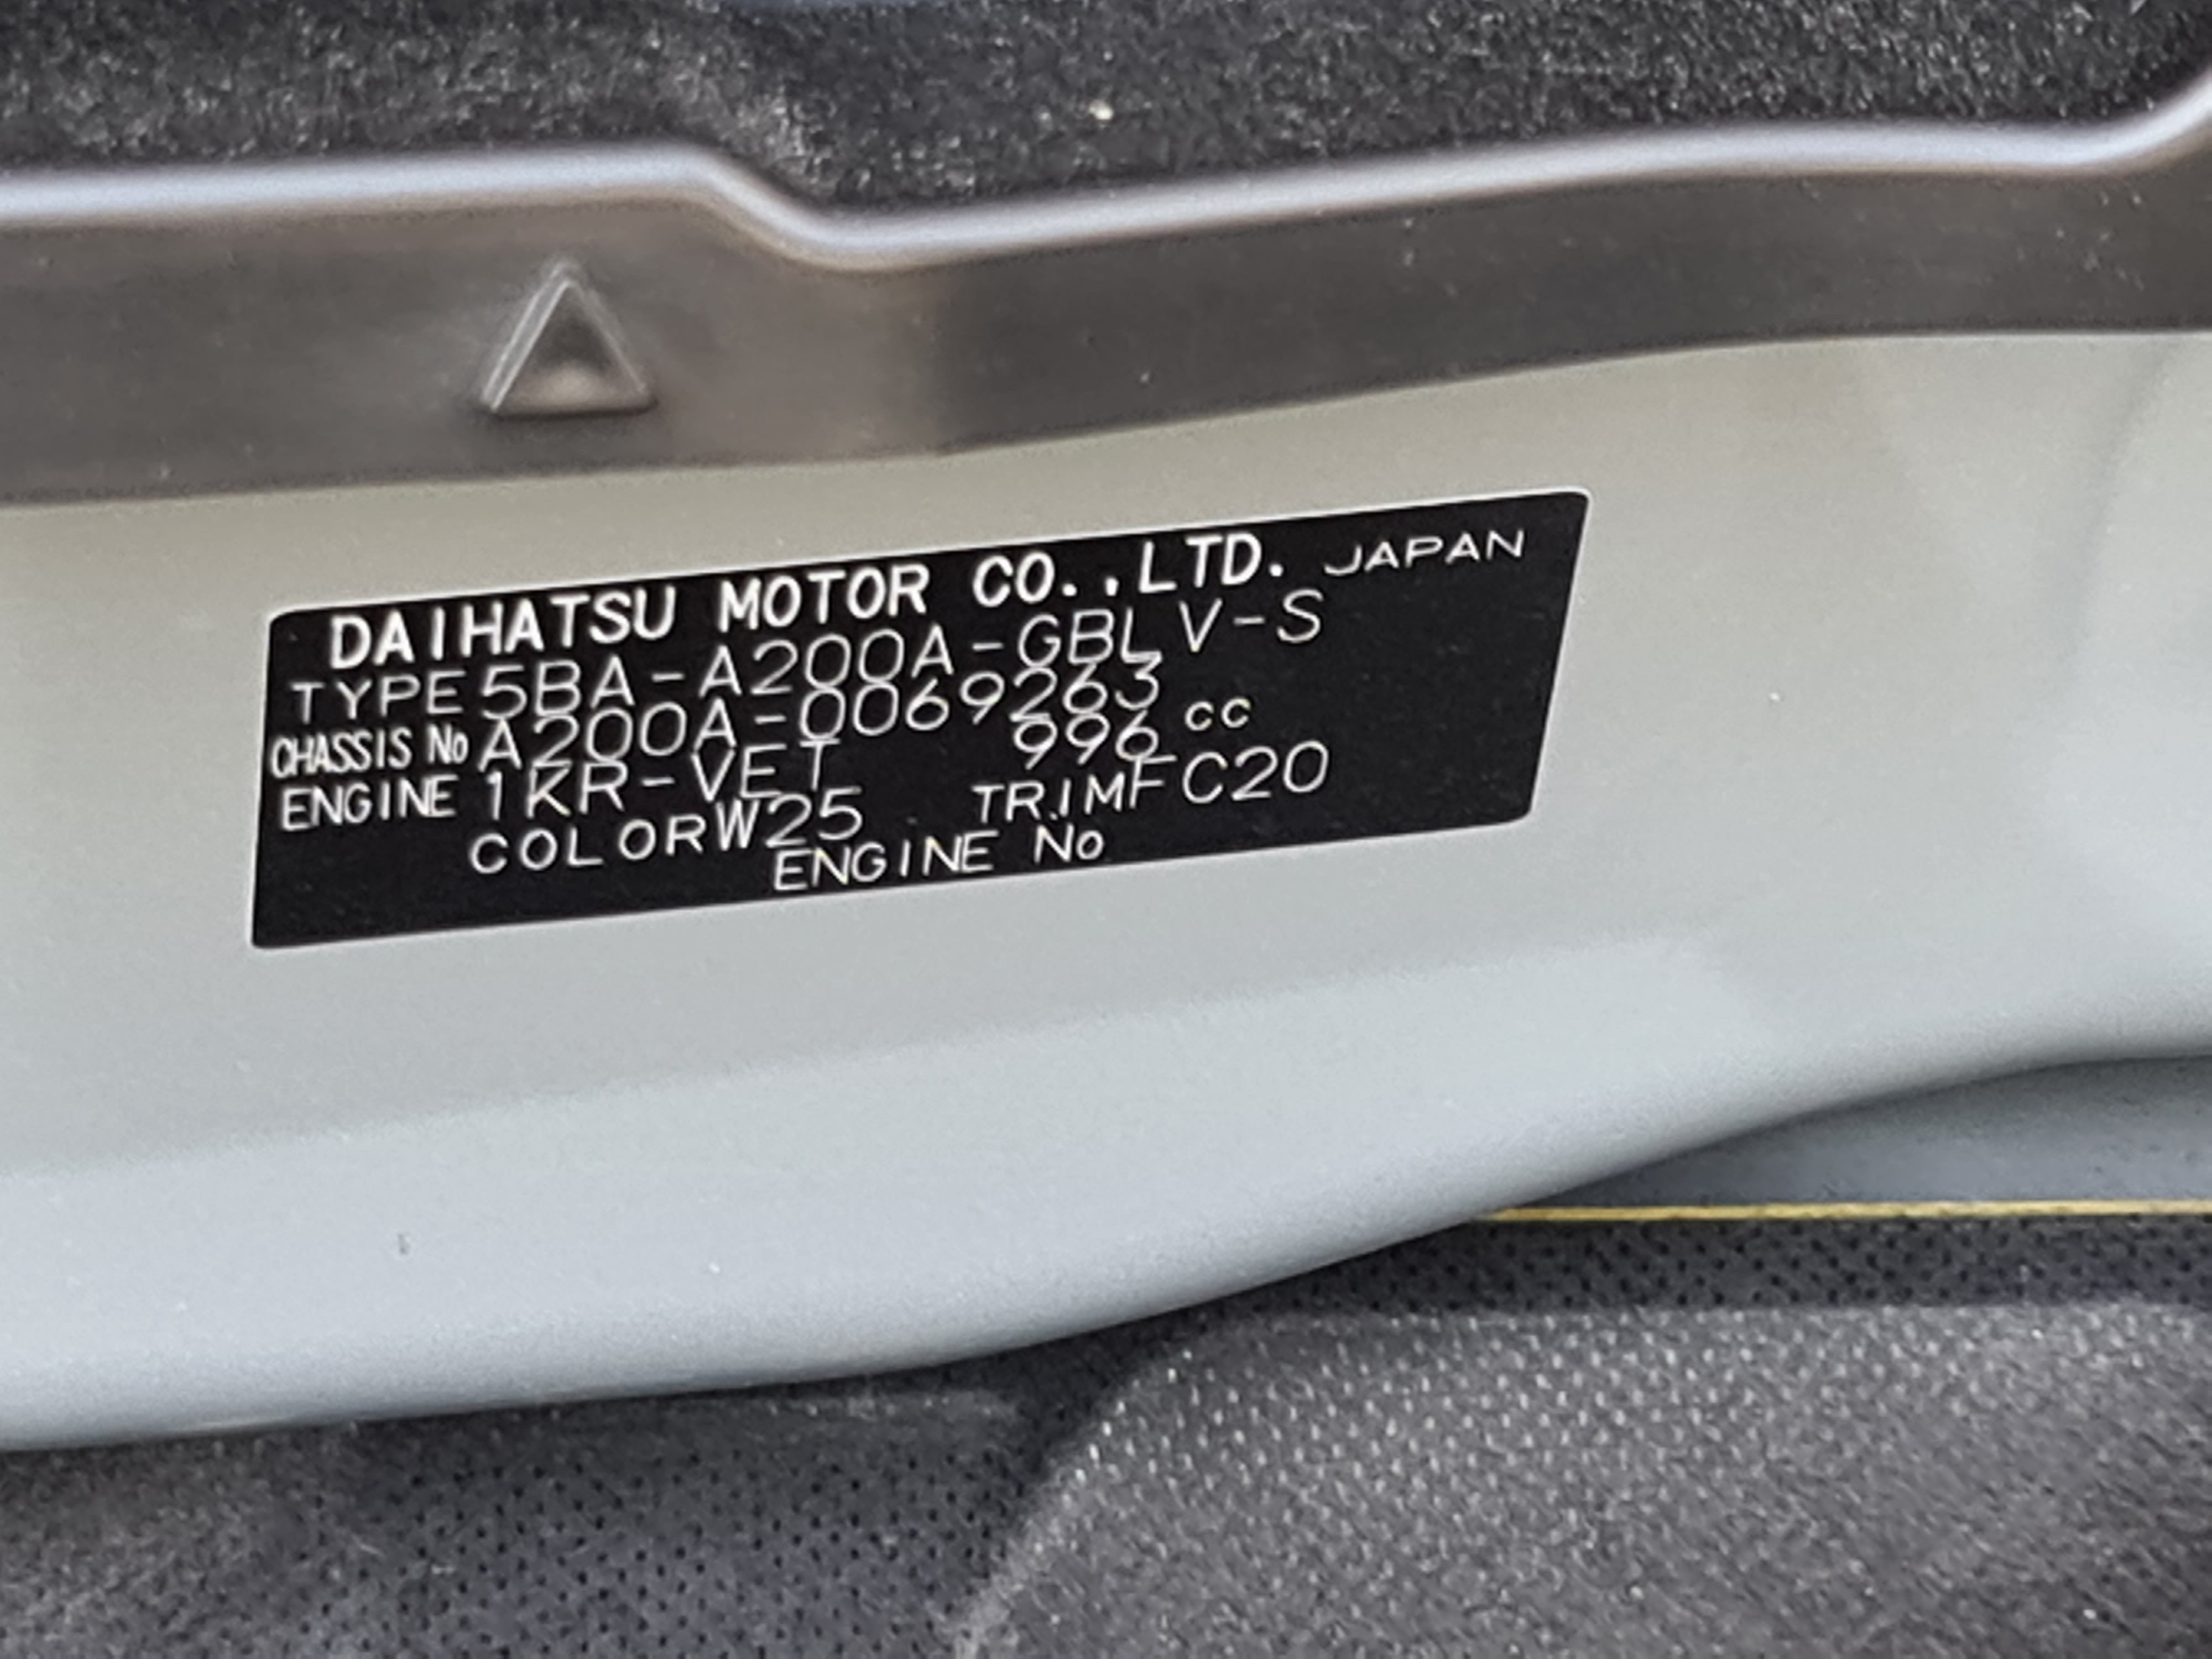 DAIHATSU MOTOR CO.,LTD. JAPAN
TYPE 5BA-A200A-GBLV-S
CHASSIS No A200A-0069263
ENGINE 1KR-VET 996 cc
COLOR W25 TRIM FC20
ENGINE No